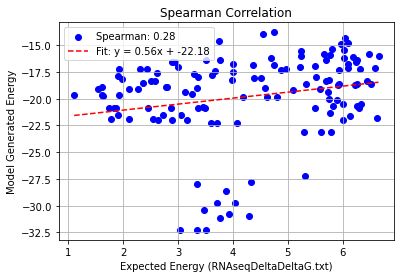 Spearman Correlation
Spearman: 0.28
Fit: y = 0.56x + -22.18
Model Generated Energy
−15.0
−17.5
−20.0
−22.5
−25.0
−27.5
−30.0
−32.5
1
2
3
4
5
6
Expected Energy (RNAseqDeltaDeltaG.txt)